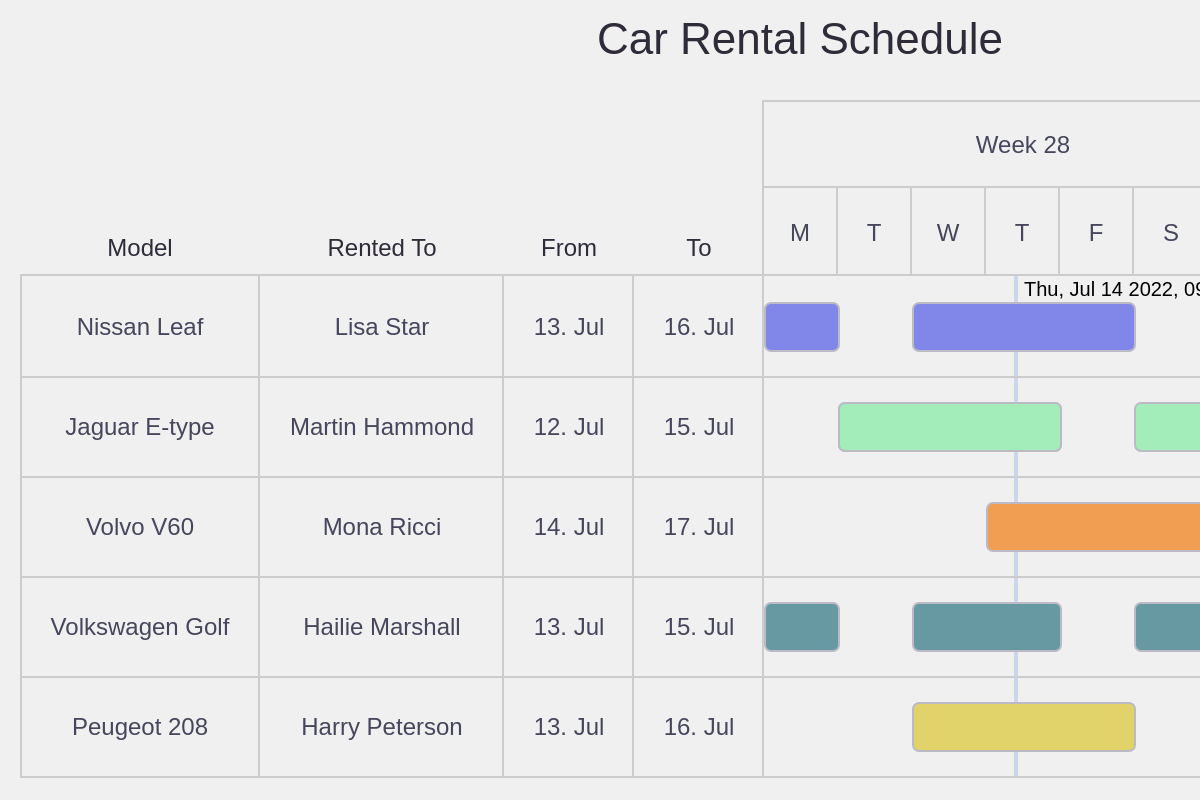 Car Rental Schedule
Week 28
Model Rented To From To M T W T F S
Thu, Jul 14 2022, 09
Nissan Leaf Lisa Star 13. Jul 16. Jul
Jaguar E-type Martin Hammond 12. Jul 15. Jul
Volvo V60 Mona Ricci 14. Jul 17. Jul
Volkswagen Golf Hailie Marshall 13. Jul 15. Jul
Peugeot 208 Harry Peterson 13. Jul 16. Jul